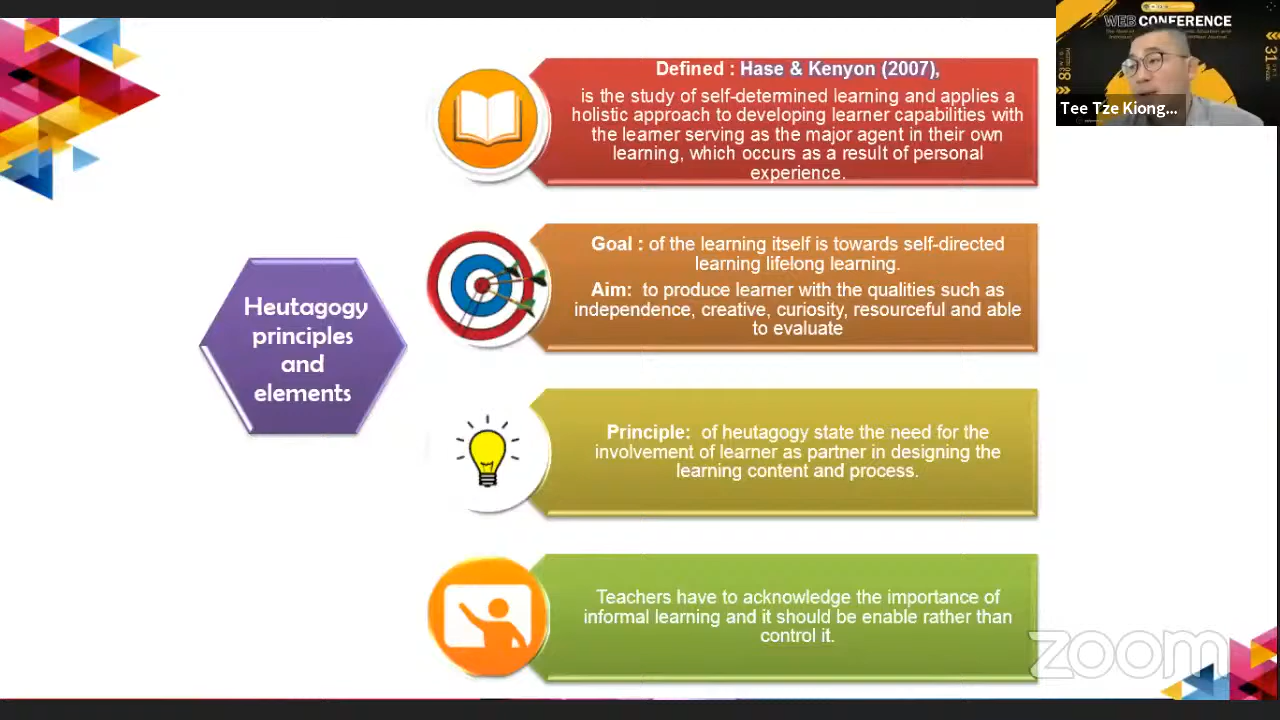 Defined : Hase & Kenyon (2007),
is the study of self-determined learning and applies a
holistic approach to developing learner capabilities with
the learner serving as the major agent in their own
learning, which occurs as a result of personal
experience.
Goal : of the learning itself is towards self-directed
learning lifelong learning.
Aim: to produce learner with the qualities such as
independence, creative, curiosity, resourceful and able
to evaluate
Heutagogy
principles
and
elements
Principle: of heutagogy state the need for the
involvement of learner as partner in designing the
learning content and process.
Teachers have to acknowledge the importance of
informal learning and it should be enable rather than
control it.
WEB CONFERENCE
31
Tee Tze Kiong...
zoom